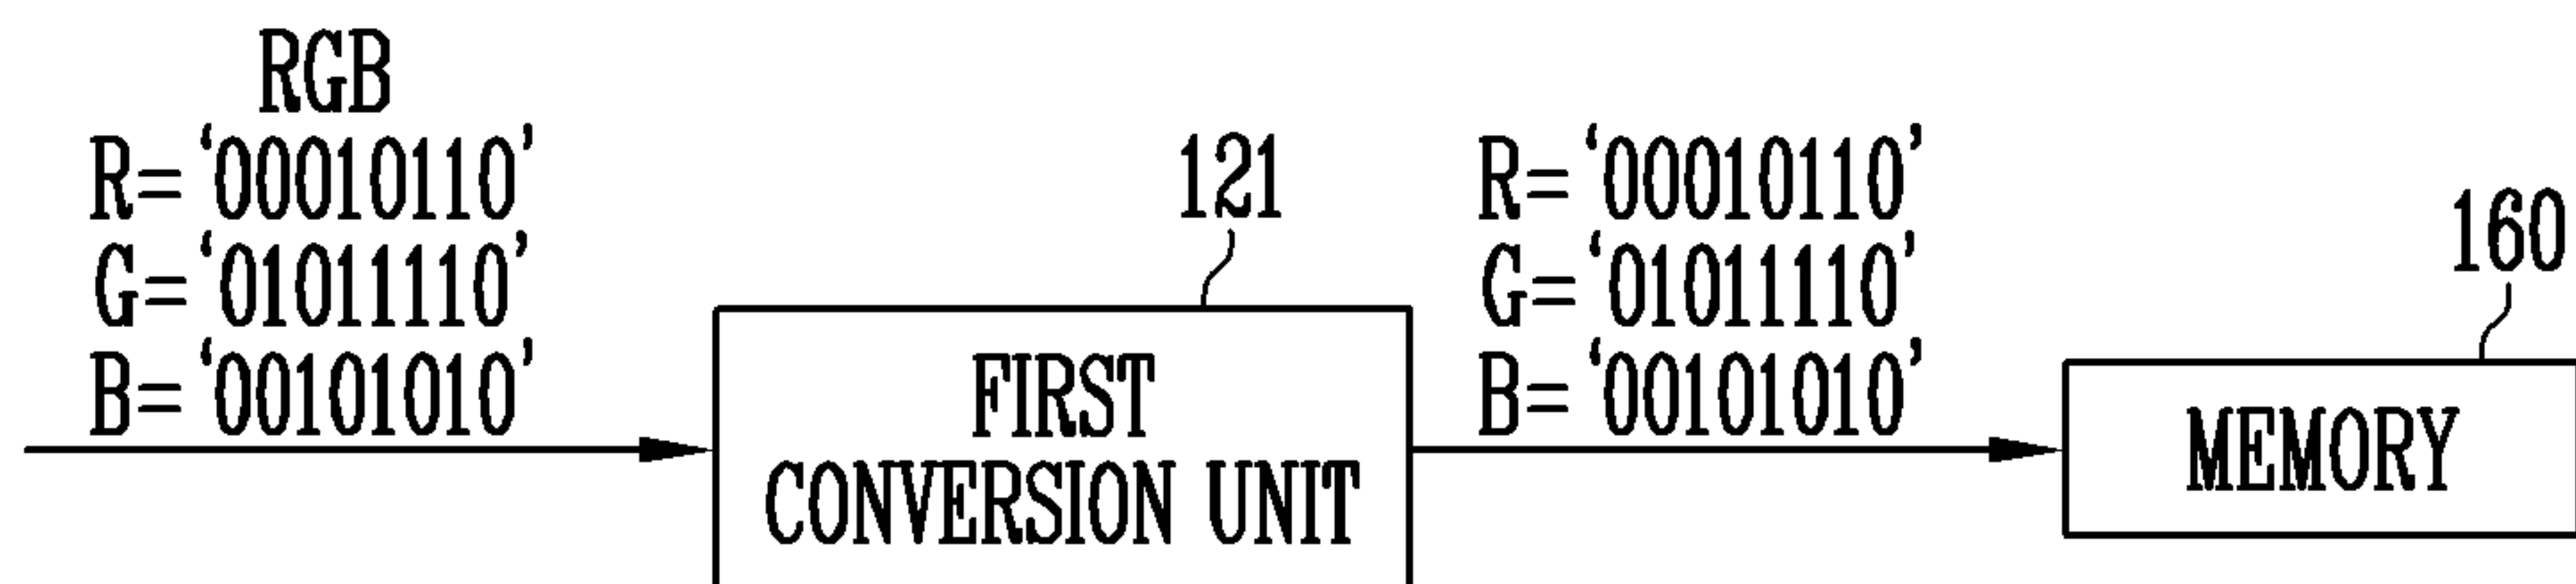 RGB
R= ‘00010110’
G= ‘01011110’
B= ‘00101010’
121
FIRST
CONVERSION UNIT
R= ‘00010110’
G= ‘01011110’
B= ‘00101010’
160
MEMORY